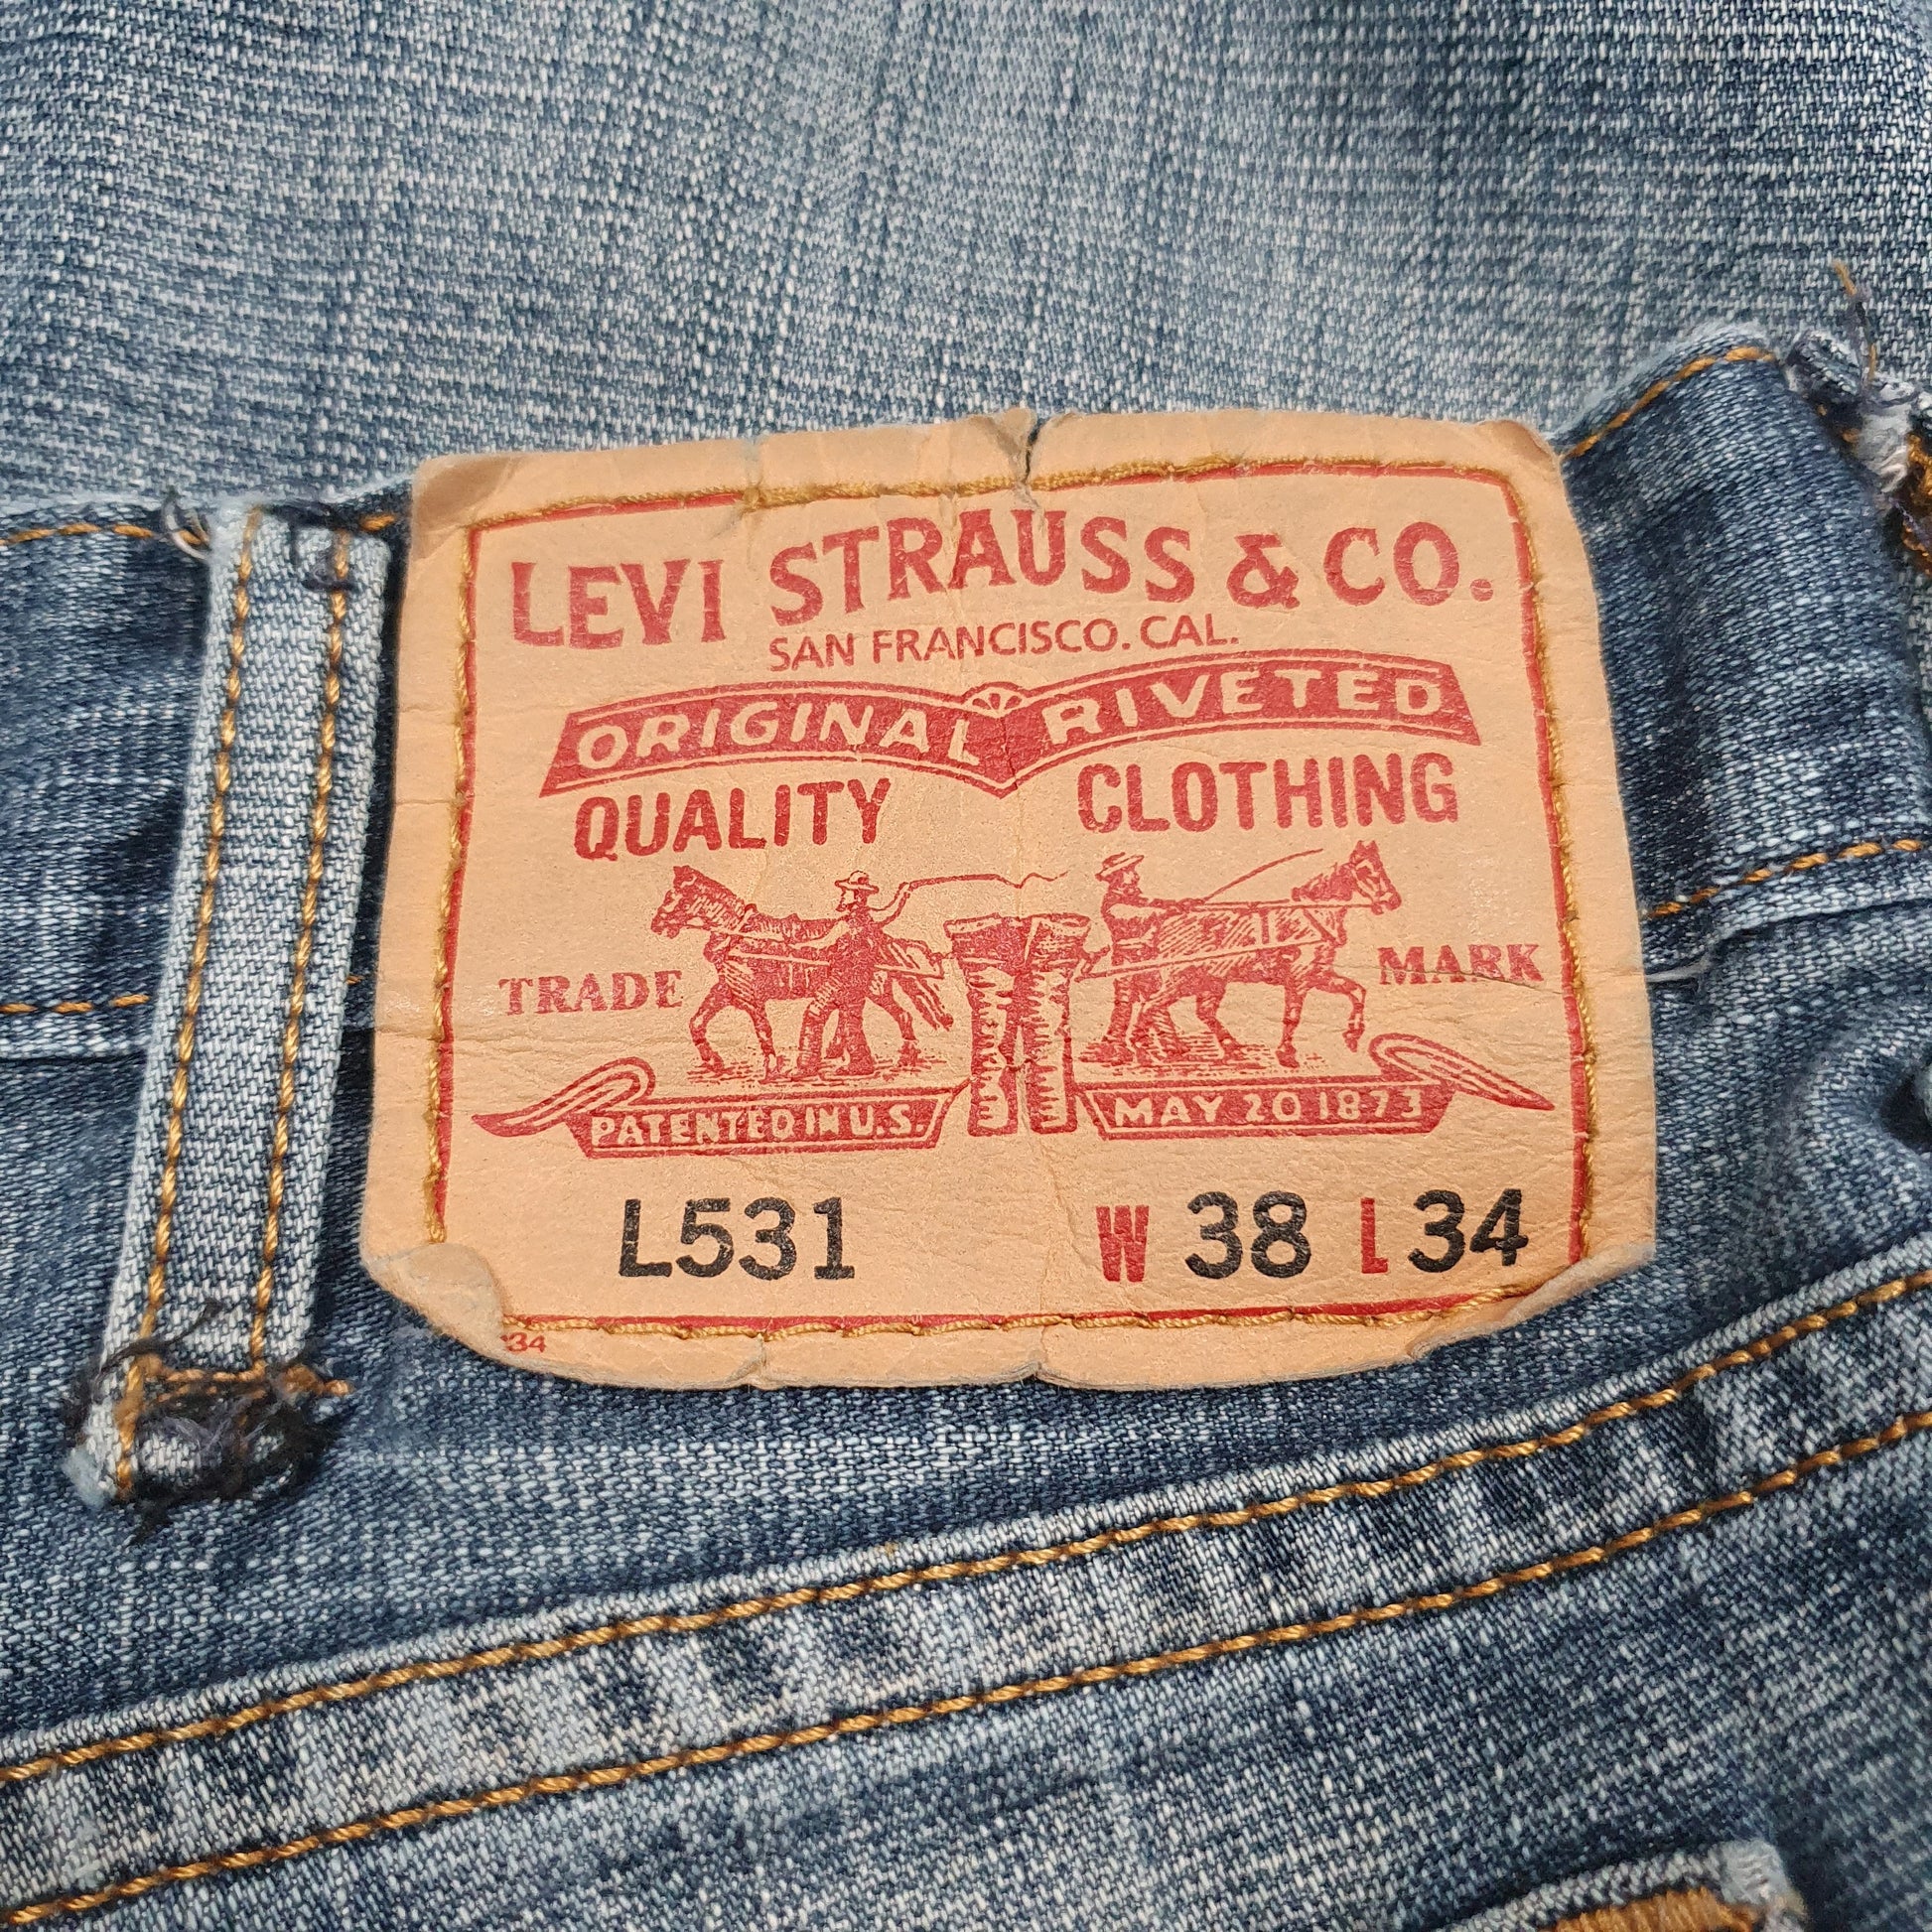 LEVI STRAUSS & CO.
SAN FRANCISCO. CAL.
ORIGINAL RIVETED
QUALITY CLOTHING
TRADE MARK
PATENTED IN U.S. MAY 20 1873
L531 W 38 L 34
34